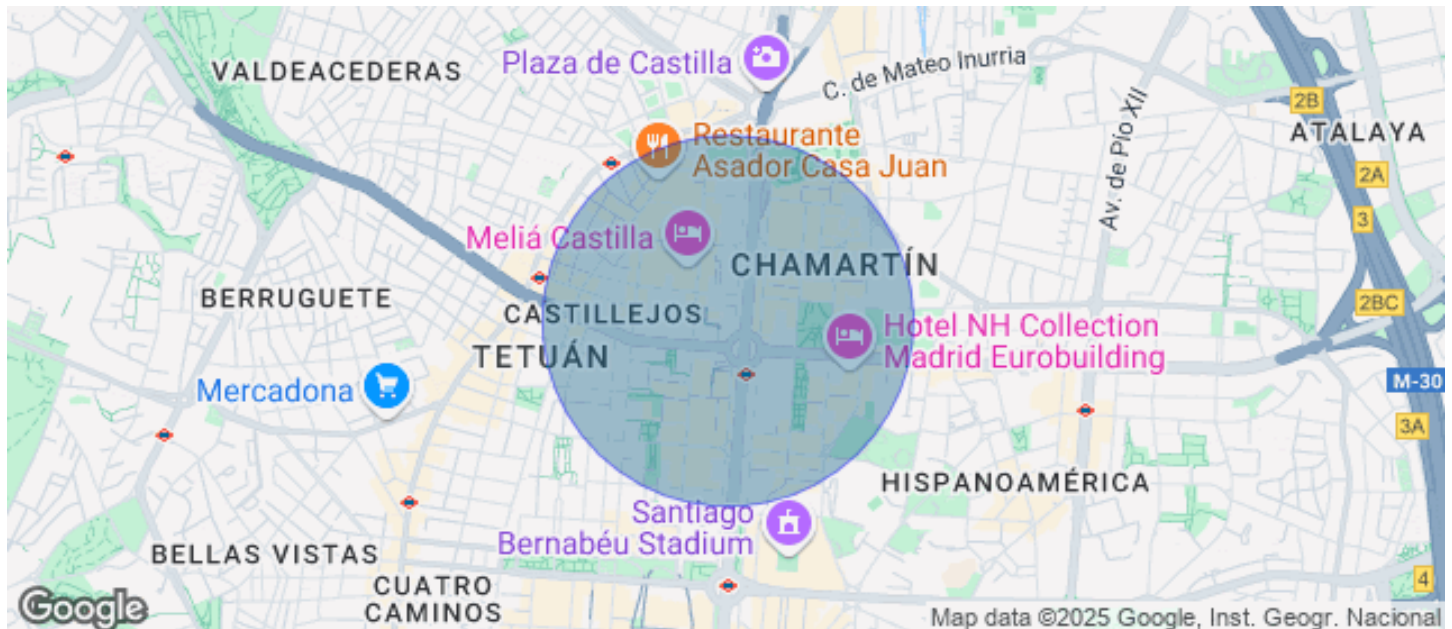 Plaza de Castilla
C. de Mateo Inurria
VALDEACEDERAS
Av. de Pío XII
2B
ATALAYA
Restaurante
Asador Casa Juan
2A
3
Meliá Castilla
CHAMARTÍN
BERRUGUETE
CASTILLEJOS
2BC
Hotel NH Collection
Madrid Eurobuilding
TETUÁN
Mercadona
M-30
3A
HISPANOAMÉRICA
Santiago
Bernabéu Stadium
BELLAS VISTAS
CUATRO
CAMINOS
4
Google
Map data ©2025 Google, Inst. Geogr. Nacional